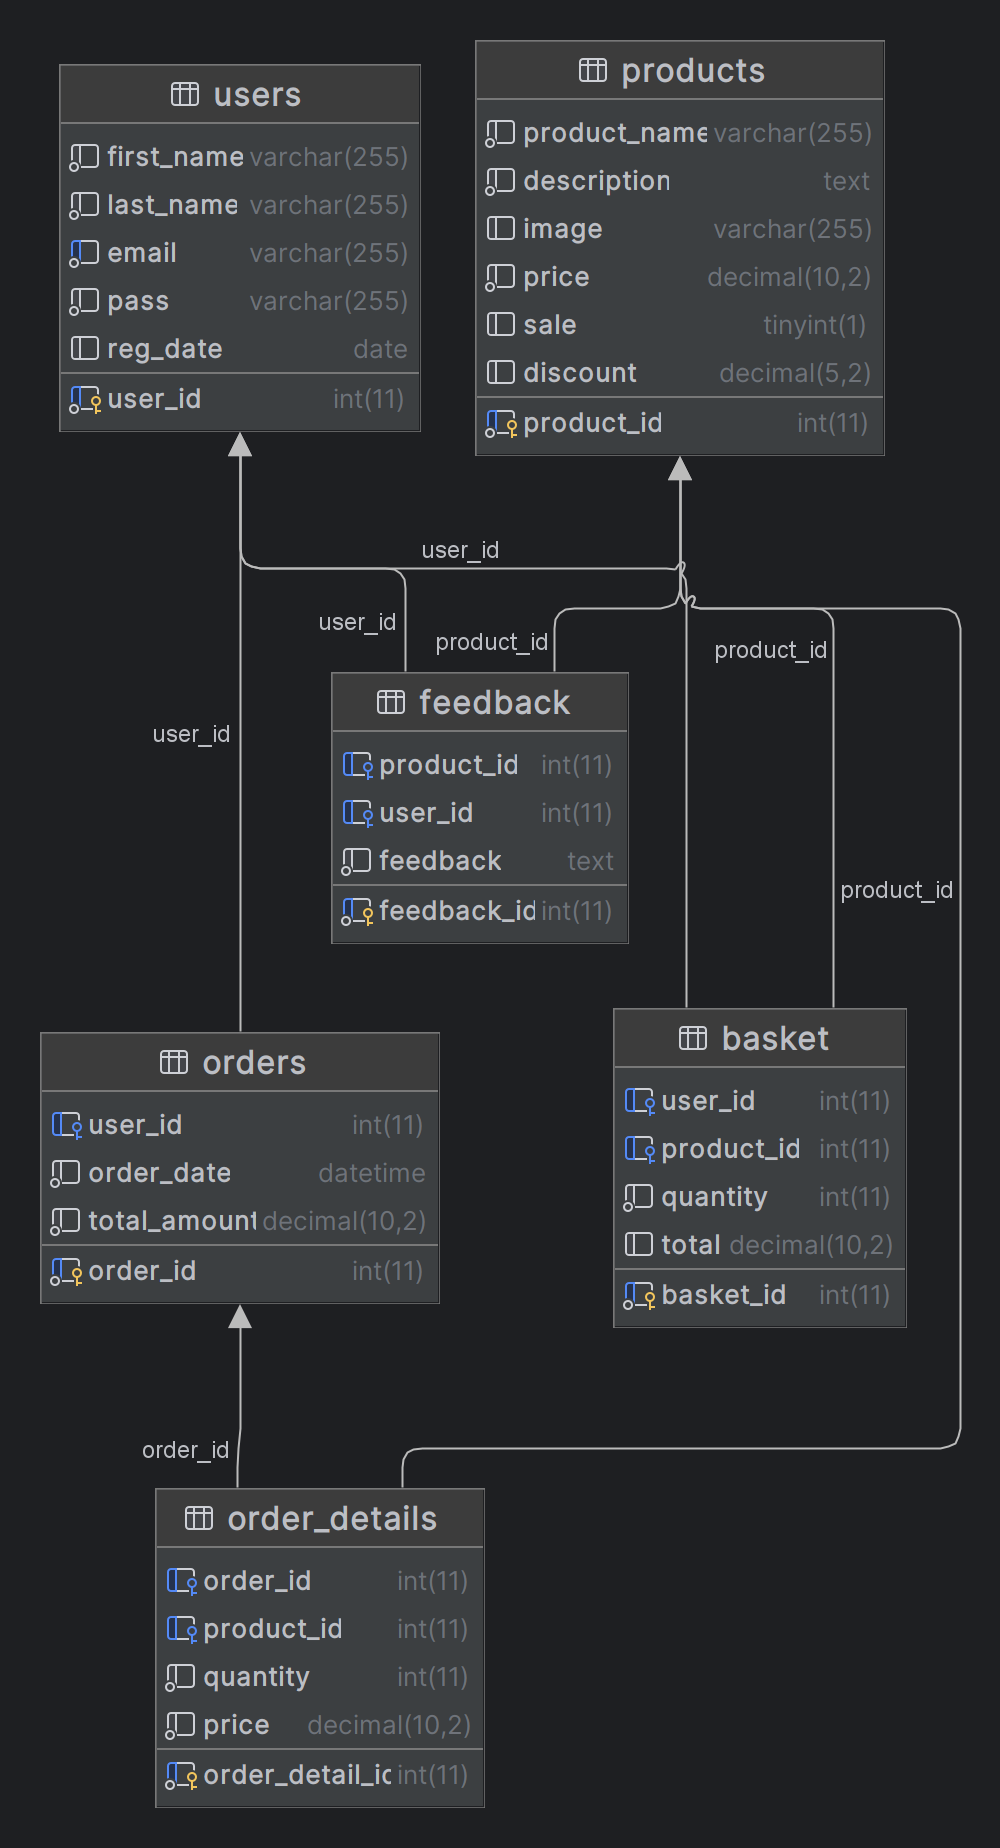 users
first_name varchar(255)
last_name varchar(255)
email varchar(255)
pass varchar(255)
reg_date date
user_id int(11)
products
product_name varchar(255)
description text
image varchar(255)
price decimal(10,2)
sale tinyint(1)
discount decimal(5,2)
product_id int(11)
user_id
user_id
product_id
product_id
user_id
product_id
feedback
product_id int(11)
user_id int(11)
feedback text
feedback_id int(11)
orders
user_id int(11)
order_date datetime
total_amount decimal(10,2)
order_id int(11)
basket
user_id int(11)
product_id int(11)
quantity int(11)
total decimal(10,2)
basket_id int(11)
order_id
order_details
order_id int(11)
product_id int(11)
quantity int(11)
price decimal(10,2)
order_detail_id int(11)